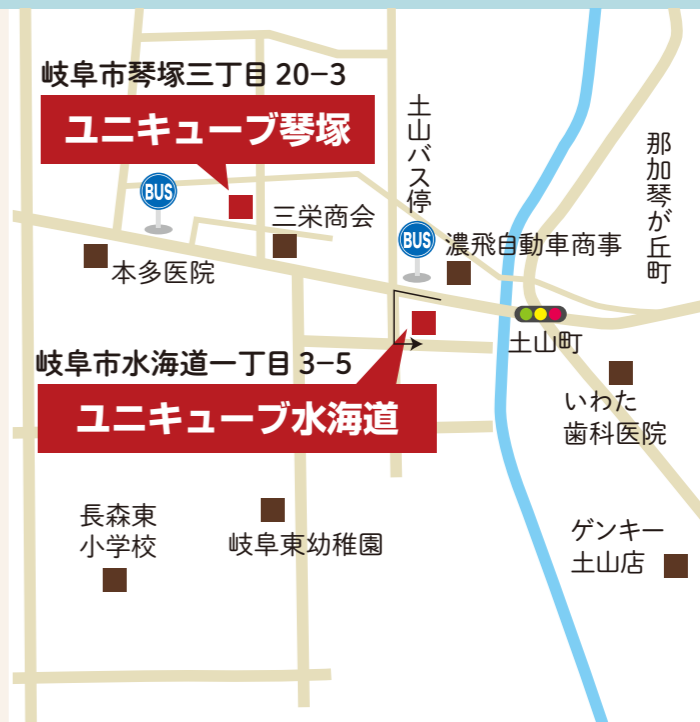 岐阜市琴塚三丁目 20−3
ユニキューブ琴塚
土山バス停
那加琴が丘町
BUS
三栄商会
BUS
濃飛自動車商事
本多医院
土山町
岐阜市水海道一丁目 3−5
ユニキューブ水海道
いわた
歯科医院
長森東
小学校
岐阜東幼稚園
ゲンキー
土山店